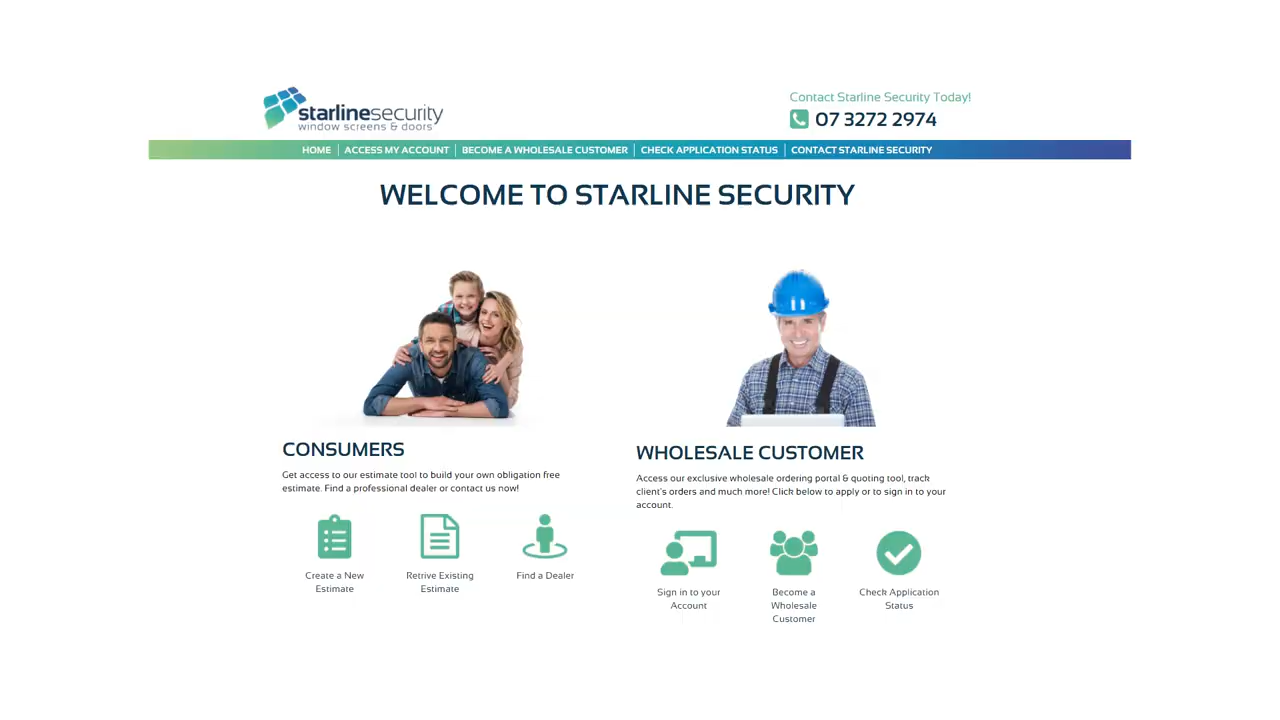 starlinesecurity
window screens & doors
Contact Starline Security Today!
07 3272 2974
HOME
ACCESS MY ACCOUNT
BECOME A WHOLESALE CUSTOMER
CHECK APPLICATION STATUS
CONTACT STARLINE SECURITY
WELCOME TO STARLINE SECURITY
CONSUMERS
Get access to our estimate tool to build your own obligation free
estimate. Find a professional dealer or contact us now!
Create a New
Estimate
Retrive Existing
Estimate
Find a Dealer
WHOLESALE CUSTOMER
Access our exclusive wholesale ordering portal & quoting tool, track
client's orders and much more! Click below to apply or to sign in to your
account.
Sign in to your
Account
Become a
Wholesale
Customer
Check Application
Status